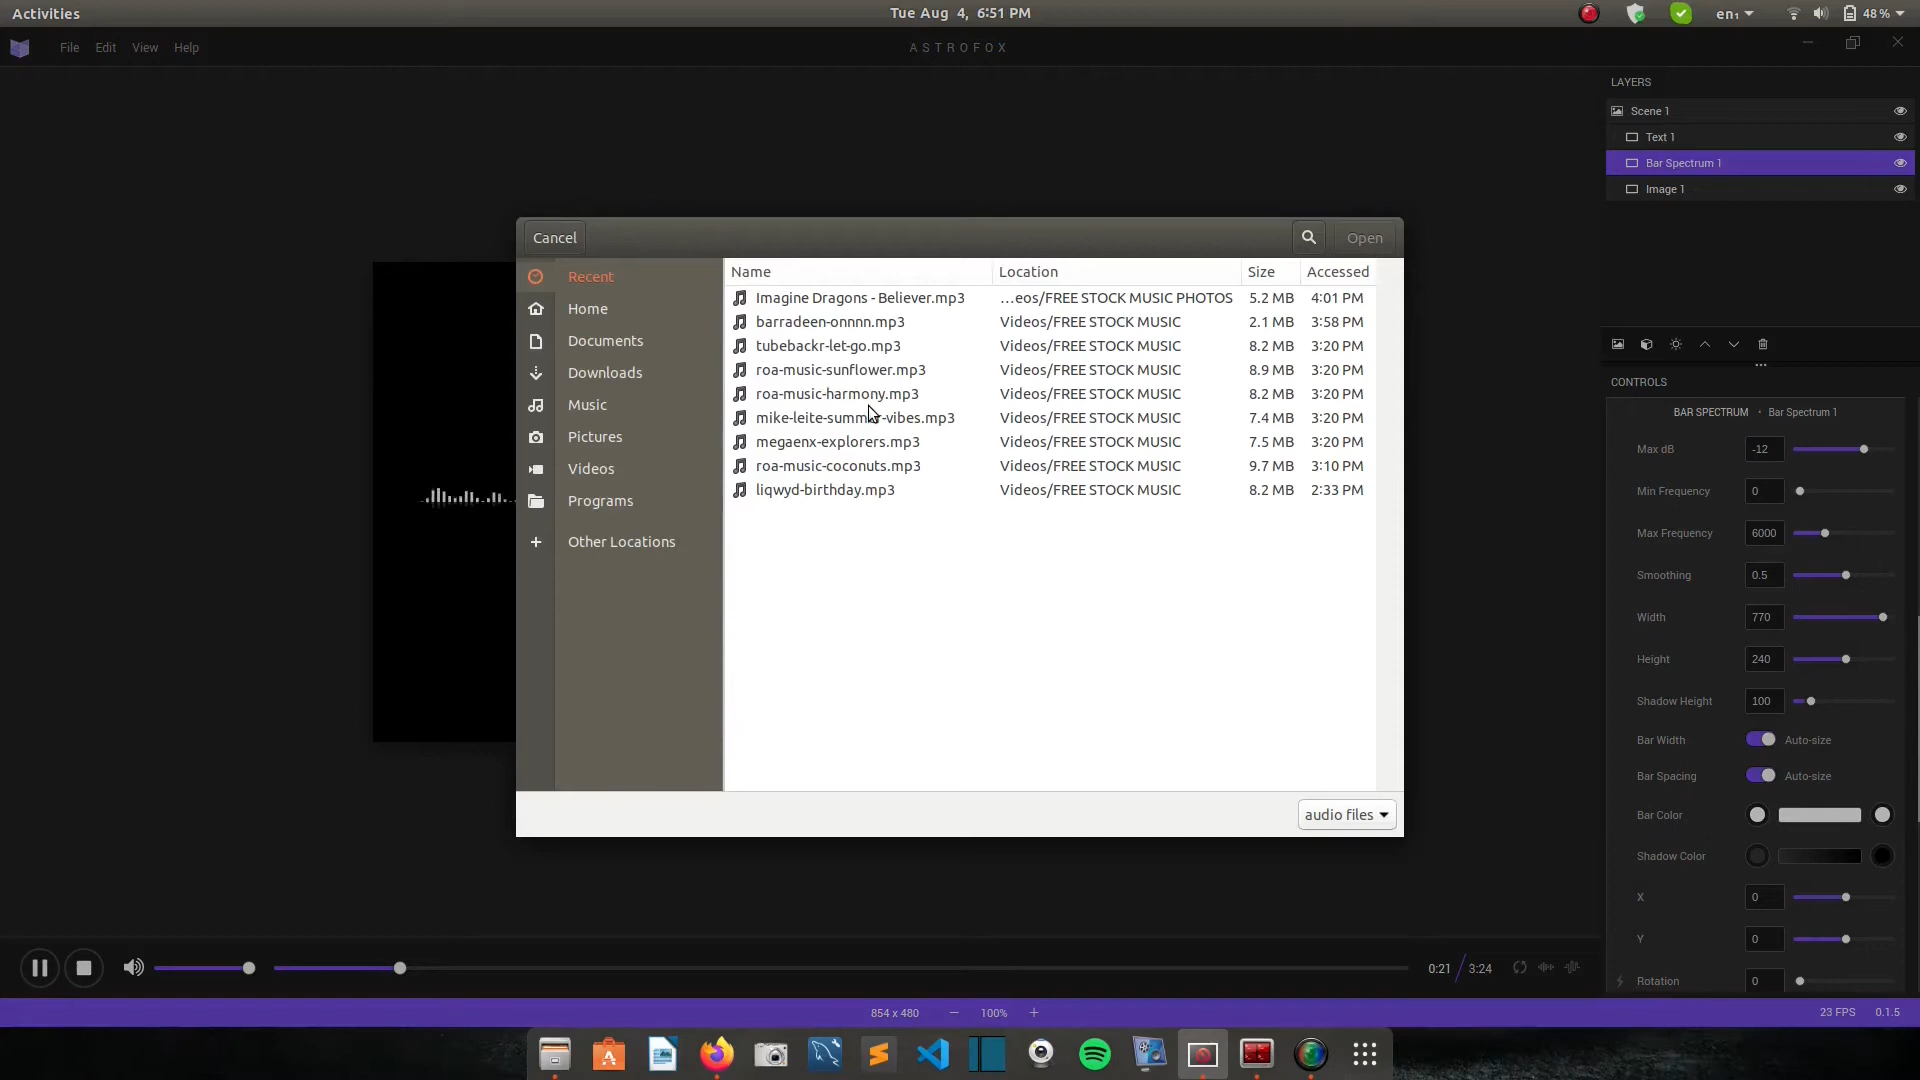 Activities
Tue Aug 4, 6:51 PM
en₁
48 %
File Edit View Help
ASTROFOX
LAYERS
Scene 1
Text 1
Bar Spectrum 1
Image 1
Cancel
Open
Recent
Home
Documents
Downloads
Music
Pictures
Videos
Programs
Other Locations
Name Location Size Accessed
Imagine Dragons - Believer.mp3 …eos/FREE STOCK MUSIC PHOTOS 5.2 MB 4:01 PM
barradeen-onnnn.mp3 Videos/FREE STOCK MUSIC 2.1 MB 3:58 PM
tubebackr-let-go.mp3 Videos/FREE STOCK MUSIC 8.2 MB 3:20 PM
roa-music-sunflower.mp3 Videos/FREE STOCK MUSIC 8.9 MB 3:20 PM
roa-music-harmony.mp3 Videos/FREE STOCK MUSIC 8.2 MB 3:20 PM
mike-leite-summer-vibes.mp3 Videos/FREE STOCK MUSIC 7.4 MB 3:20 PM
megaenx-explorers.mp3 Videos/FREE STOCK MUSIC 7.5 MB 3:20 PM
roa-music-coconuts.mp3 Videos/FREE STOCK MUSIC 9.7 MB 3:10 PM
liqwyd-birthday.mp3 Videos/FREE STOCK MUSIC 8.2 MB 2:33 PM
audio files
CONTROLS
BAR SPECTRUM • Bar Spectrum 1
Max dB -12
Min Frequency 0
Max Frequency 6000
Smoothing 0.5
Width 770
Height 240
Shadow Height 100
Bar Width Auto-size
Bar Spacing Auto-size
Bar Color
Shadow Color
X 0
Y 0
Rotation 0
0:21 / 3:24
854 x 480 − 100% +
23 FPS 0.1.5